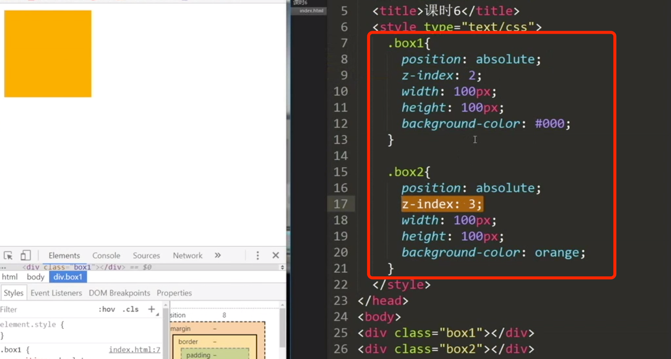 课时6
index.html
5 <title>课时6</title>
6 <style type="text/css">
7 .box1{
8 position: absolute;
9 z-index: 2;
10 width: 100px;
11 height: 100px;
12 background-color: #000;
13 }
14
15 .box2{
16 position: absolute;
17 z-index: 3;
18 width: 100px;
19 height: 100px;
20 background-color: orange;
21 }
22 </style>
23 </head>
24 <body>
25 <div class="box1"></div>
26 <div class="box2"></div>
Elements Console Sources Network »
<div class="box1"></div> == $0
html body div.box1
Styles Event Listeners DOM Breakpoints Properties
Filter :hov .cls +
element.style {
}
.box1 { index.html:7
sition 8
margin -
border -
padding -